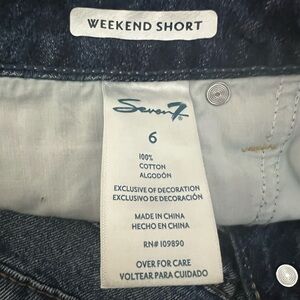 WEEKEND SHORT
Seven7
6
100%
COTTON
ALGODÓN
EXCLUSIVE OF DECORATION
EXCLUSIVO DE DECORACIÓN
MADE IN CHINA
HECHO EN CHINA
RN# 109890
OVER FOR CARE
VOLTEAR PARA CUIDADO